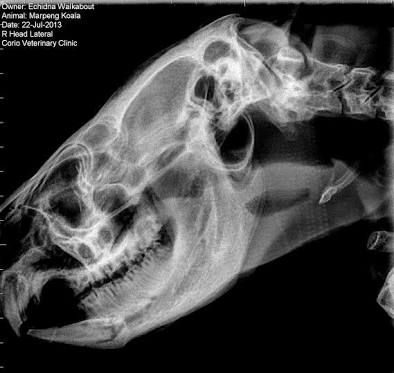 Owner: Echidna Walkabout
Animal: Marpeng Koala
Date: 22-Jul-2013
R Head Lateral
Corio Veterinary Clinic